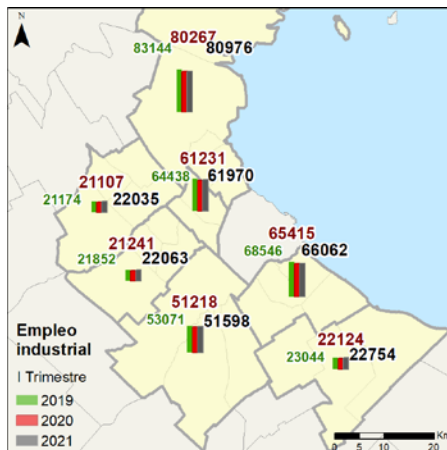 N
80267
83144 80976
61231
64438 61970
21107
21174 22035
21241
21852 22063
65415
68546 66062
51218
53071 51598
22124
23044 22754
Empleo
industrial
I Trimestre
2019
2020
2021
Km
0 5 10 20